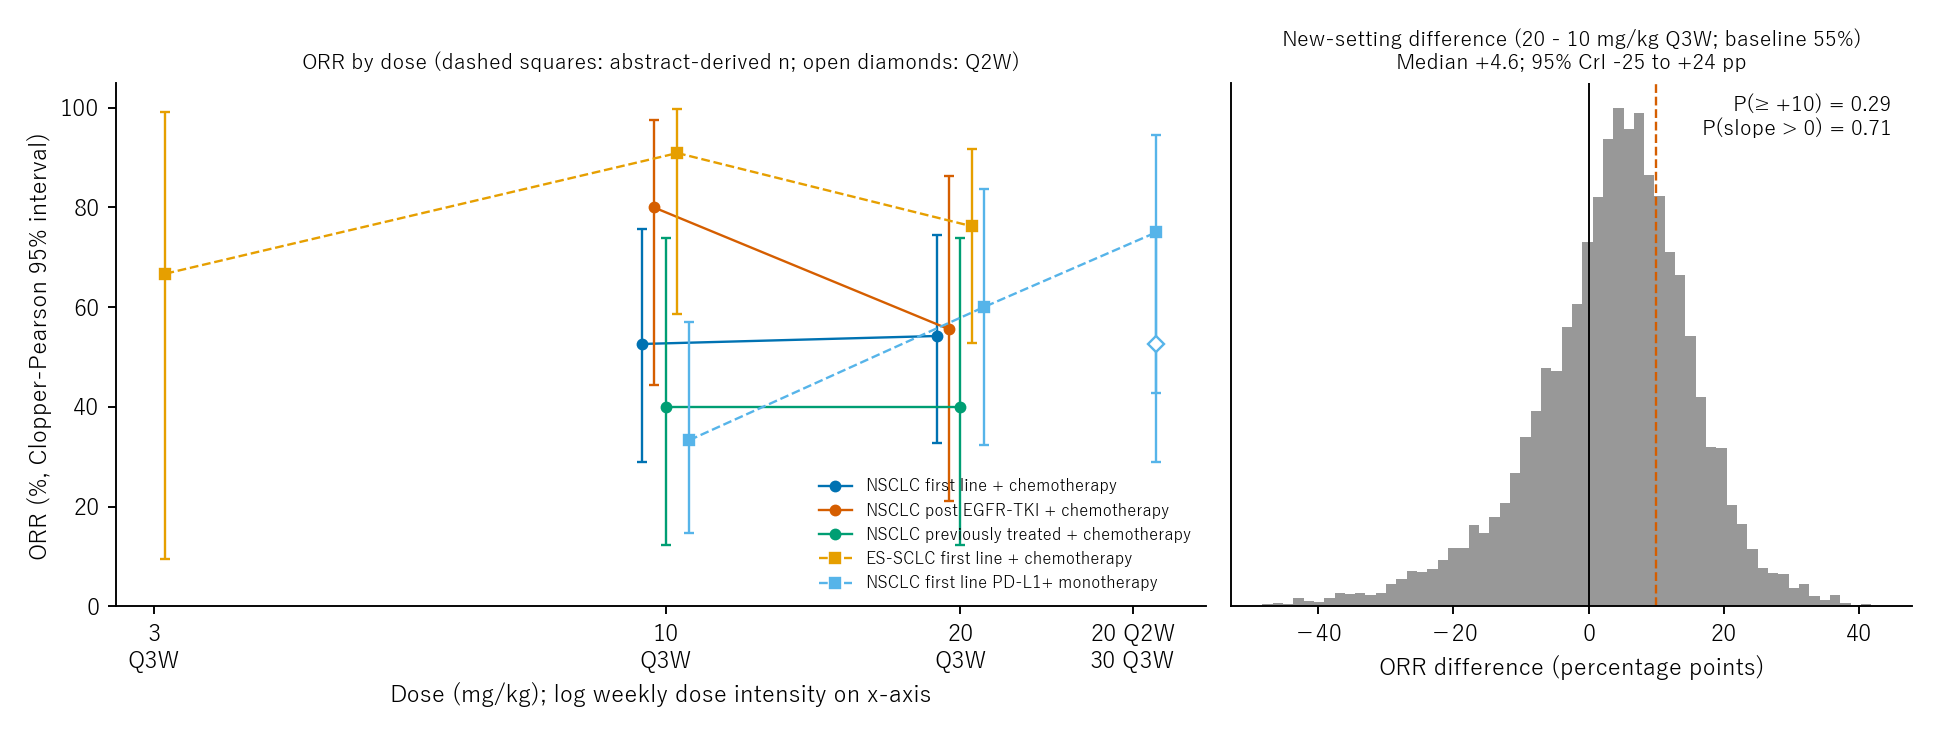 ORR by dose (dashed squares: abstract-derived n; open diamonds: Q2W)
ORR (%, Clopper-Pearson 95% interval)
100
80
60
40
20
0
NSCLC first line + chemotherapy
NSCLC post EGFR-TKI + chemotherapy
NSCLC previously treated + chemotherapy
ES-SCLC first line + chemotherapy
NSCLC first line PD-L1+ monotherapy
3
Q3W
10
Q3W
20
Q3W
20 Q2W
30 Q3W
Dose (mg/kg); log weekly dose intensity on x-axis
New-setting difference (20 - 10 mg/kg Q3W; baseline 55%)
Median +4.6; 95% CrI -25 to +24 pp
P(≥ +10) = 0.29
P(slope > 0) = 0.71
−40
−20
0
20
40
ORR difference (percentage points)